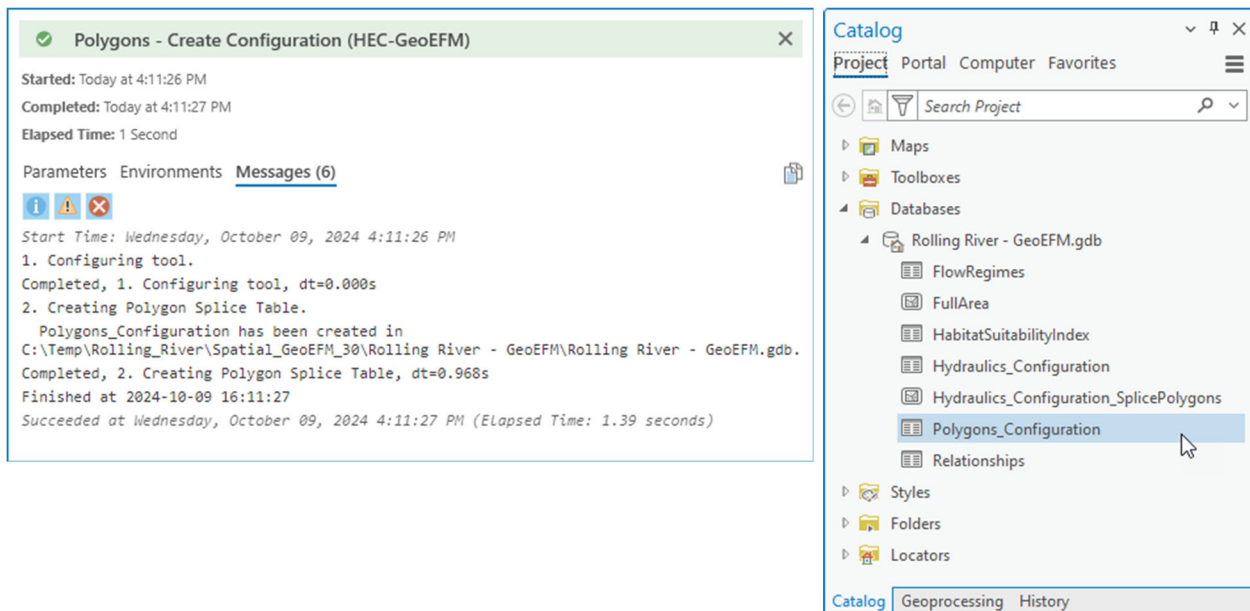 Polygons - Create Configuration (HEC-GeoEFM)
Started: Today at 4:11:26 PM
Completed: Today at 4:11:27 PM
Elapsed Time: 1 Second
Parameters Environments Messages (6)
Start Time: Wednesday, October 09, 2024 4:11:26 PM
1. Configuring tool.
Completed, 1. Configuring tool, dt=0.000s
2. Creating Polygon Splice Table.
Polygons_Configuration has been created in
C:\Temp\Rolling_River\Spatial_GeoEFM_30\Rolling River - GeoEFM\Rolling River - GeoEFM.gdb.
Completed, 2. Creating Polygon Splice Table, dt=0.968s
Finished at 2024-10-09 16:11:27
Succeeded at Wednesday, October 09, 2024 4:11:27 PM (Elapsed Time: 1.39 seconds)
Catalog
Project Portal Computer Favorites
Search Project
Maps
Toolboxes
Databases
Rolling River - GeoEFM.gdb
FlowRegimes
FullArea
HabitatSuitabilityIndex
Hydraulics_Configuration
Hydraulics_Configuration_SplicePolygons
Polygons_Configuration
Relationships
Styles
Folders
Locators
Catalog Geoprocessing History